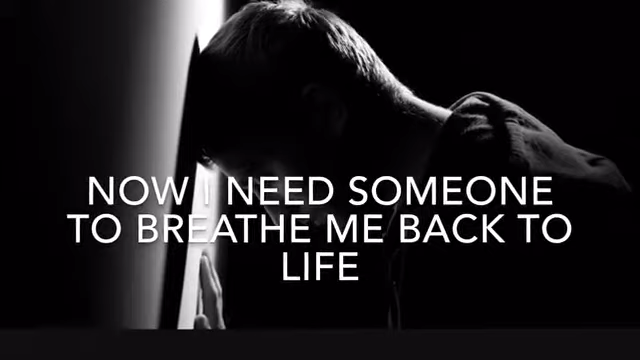 NOW I NEED SOMEONE
TO BREATHE ME BACK TO
LIFE